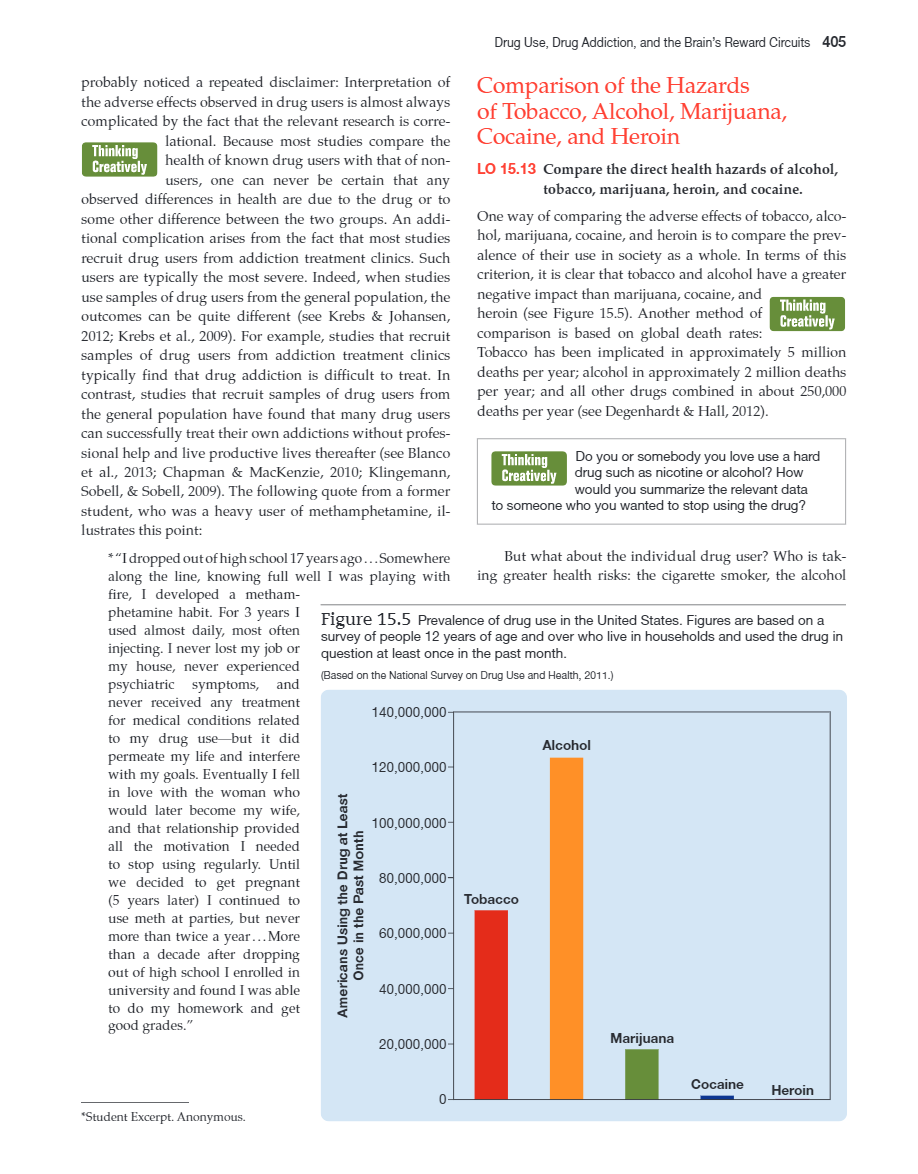 Drug Use, Drug Addiction, and the Brain's Reward Circuits 405
probably noticed a repeated disclaimer: Interpretation of
the adverse effects observed in drug users is almost always
complicated by the fact that the relevant research is corre-
Thinking
Creatively
lational. Because most studies compare the
health of known drug users with that of non-
users, one can never be certain that any
observed differences in health are due to the drug or to
some other difference between the two groups. An addi-
tional complication arises from the fact that most studies
recruit drug users from addiction treatment clinics. Such
users are typically the most severe. Indeed, when studies
use samples of drug users from the general population, the
outcomes can be quite different (see Krebs & Johansen,
2012; Krebs et al., 2009). For example, studies that recruit
samples of drug users from addiction treatment clinics
typically find that drug addiction is difficult to treat. In
contrast, studies that recruit samples of drug users from
the general population have found that many drug users
can successfully treat their own addictions without profes-
sional help and live productive lives thereafter (see Blanco
et al., 2013; Chapman & MacKenzie, 2010; Klingemann,
Sobell, & Sobell, 2009). The following quote from a former
student, who was a heavy user of methamphetamine, il-
lustrates this point:
*“I dropped out of high school 17 years ago…Somewhere
along the line, knowing full well I was playing with
fire, I developed a metham-
phetamine habit. For 3 years I
used almost daily, most often
injecting. I never lost my job or
my house, never experienced
psychiatric symptoms, and
never received any treatment
for medical conditions related
to my drug use—but it did
permeate my life and interfere
with my goals. Eventually I fell
in love with the woman who
would later become my wife,
and that relationship provided
all the motivation I needed
to stop using regularly. Until
we decided to get pregnant
(5 years later) I continued to
use meth at parties, but never
more than twice a year…More
than a decade after dropping
out of high school I enrolled in
university and found I was able
to do my homework and get
good grades.”
*Student Excerpt. Anonymous.
Comparison of the Hazards
of Tobacco, Alcohol, Marijuana,
Cocaine, and Heroin
LO 15.13 Compare the direct health hazards of alcohol,
tobacco, marijuana, heroin, and cocaine.
One way of comparing the adverse effects of tobacco, alco-
hol, marijuana, cocaine, and heroin is to compare the prev-
alence of their use in society as a whole. In terms of this
criterion, it is clear that tobacco and alcohol have a greater
negative impact than marijuana, cocaine, and
heroin (see Figure 15.5). Another method of
comparison is based on global death rates:
Thinking
Creatively
Tobacco has been implicated in approximately 5 million
deaths per year; alcohol in approximately 2 million deaths
per year; and all other drugs combined in about 250,000
deaths per year (see Degenhardt & Hall, 2012).
Thinking
Creatively
Do you or somebody you love use a hard
drug such as nicotine or alcohol? How
would you summarize the relevant data
to someone who you wanted to stop using the drug?
But what about the individual drug user? Who is tak-
ing greater health risks: the cigarette smoker, the alcohol
Figure 15.5 Prevalence of drug use in the United States. Figures are based on a
survey of people 12 years of age and over who live in households and used the drug in
question at least once in the past month.
(Based on the National Survey on Drug Use and Health, 2011.)
Americans Using the Drug at Least
Once in the Past Month
140,000,000
120,000,000
100,000,000
80,000,000
60,000,000
40,000,000
20,000,000
0
Tobacco
Alcohol
Marijuana
Cocaine
Heroin